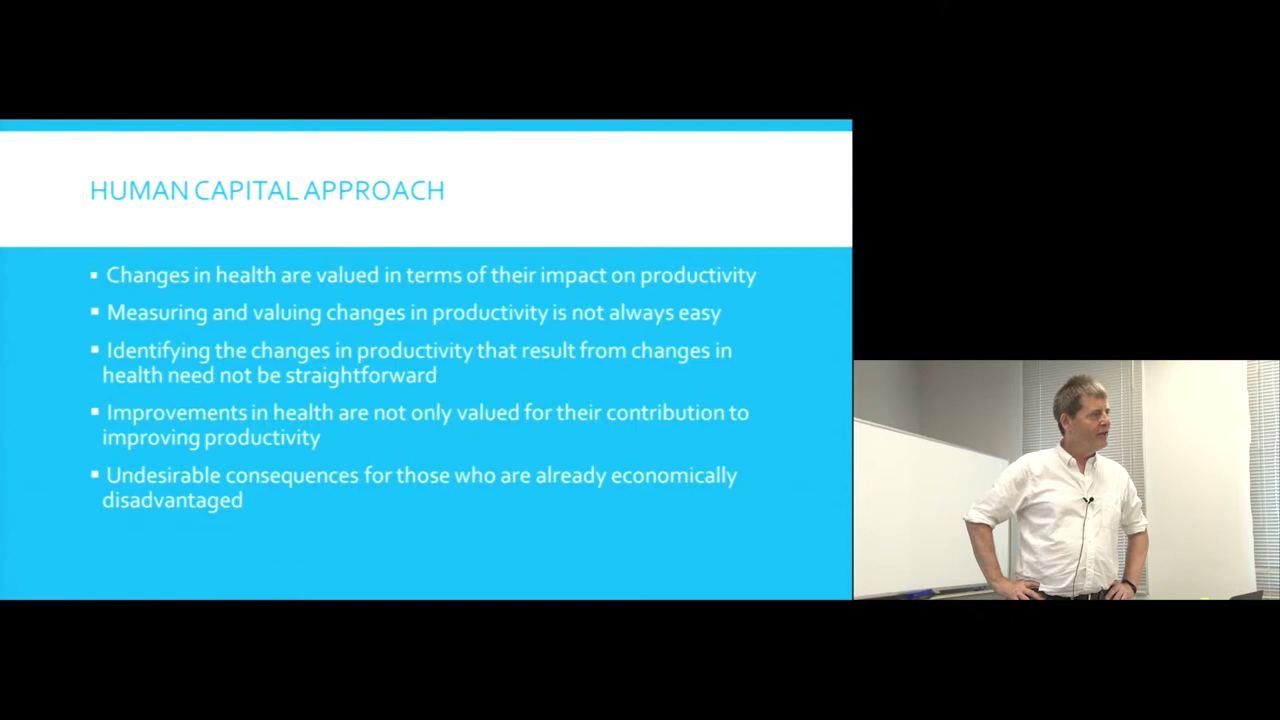 HUMAN CAPITAL APPROACH
▪ Changes in health are valued in terms of their impact on productivity
▪ Measuring and valuing changes in productivity is not always easy
▪ Identifying the changes in productivity that result from changes in
health need not be straightforward
▪ Improvements in health are not only valued for their contribution to
improving productivity
▪ Undesirable consequences for those who are already economically
disadvantaged